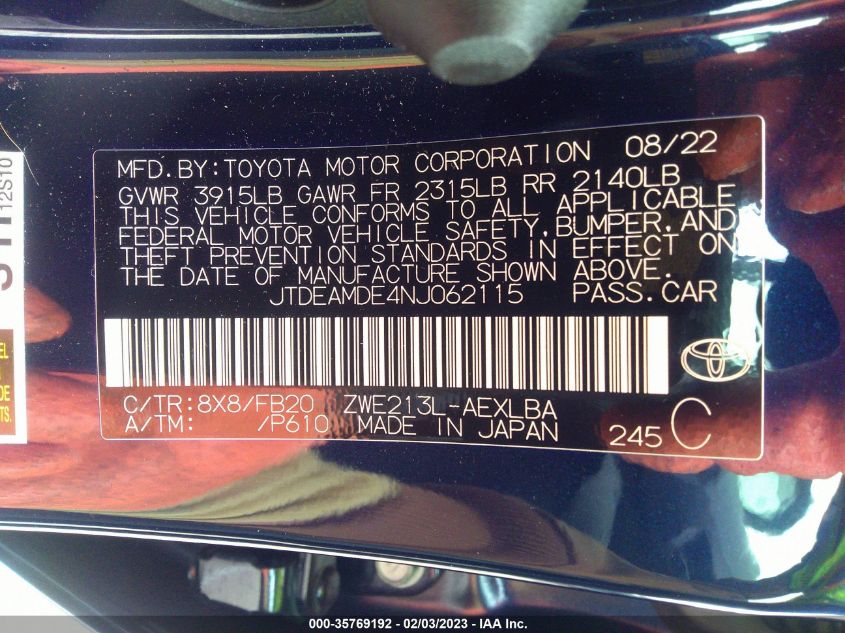 MFD.BY:TOYOTA MOTOR CORPORATION 08/22
GVWR 3915LB GAWR FR 2315LB RR 2140LB
THIS VEHICLE CONFORMS TO ALL APPLICABLE
FEDERAL MOTOR VEHICLE SAFETY,BUMPER,AND
THEFT PREVENTION STANDARDS IN EFFECT ON
THE DATE OF MANUFACTURE SHOWN ABOVE.
JTDEAMDE4NJ062115 PASS.CAR
C/TR:8X8/FB20 ZWE213L-AEXLBA
A/TM: /P610 MADE IN JAPAN 245 C
12S10
000-35769192 - 02/03/2023 - IAA Inc.